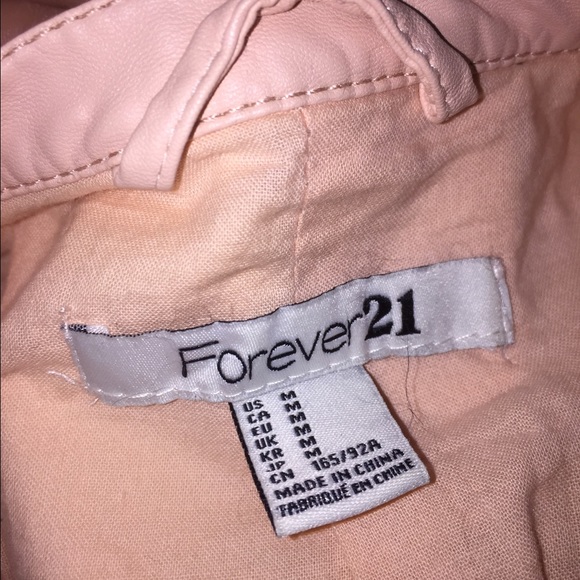 Forever21
US M
CA M
EU M
UK M
KR M
JP M
CN 165/92A
MADE IN CHINA
FABRIQUÉ EN CHINE